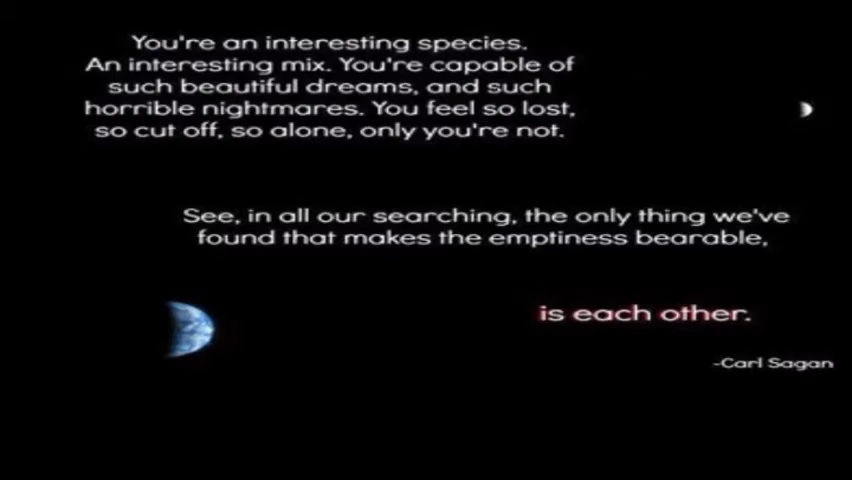 You're an interesting species.
An interesting mix. You're capable of
such beautiful dreams, and such
horrible nightmares. You feel so lost,
so cut off, so alone, only you're not.
See, in all our searching, the only thing we've
found that makes the emptiness bearable,
is each other.
-Carl Sagan